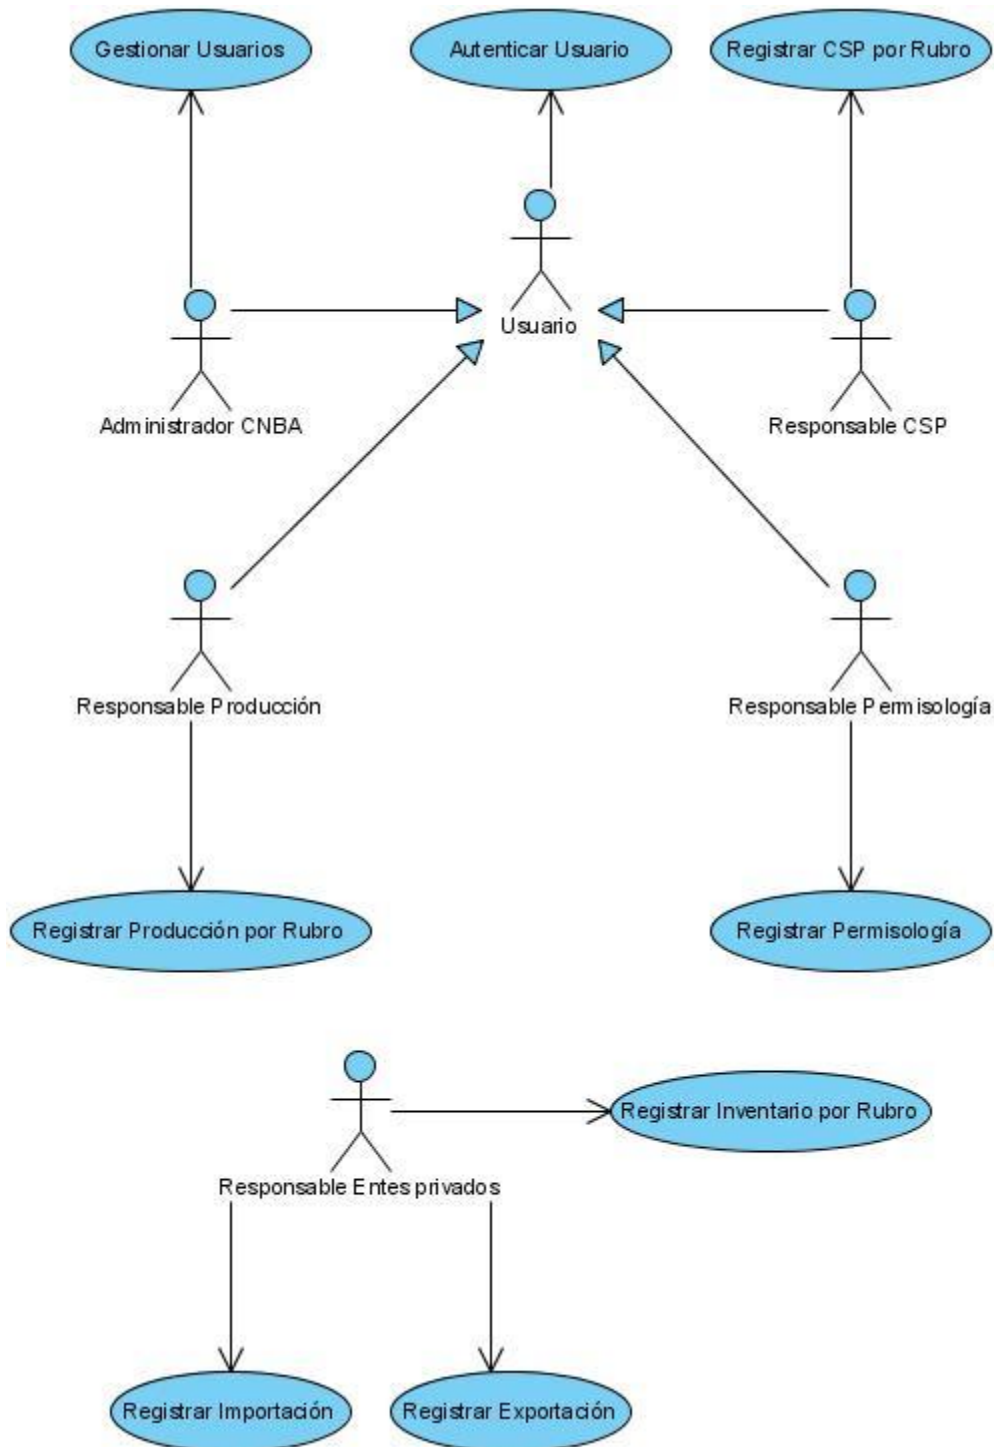 Gestionar Usuarios
Autenticar Usuario
Registrar CSP por Rubro
Usuario
Administrador CNBA
Responsable CSP
Responsable Producción
Responsable Permisología
Registrar Producción por Rubro
Registrar Permisología
Registrar Inventario por Rubro
Responsable Entes privados
Registrar Importación
Registrar Exportación